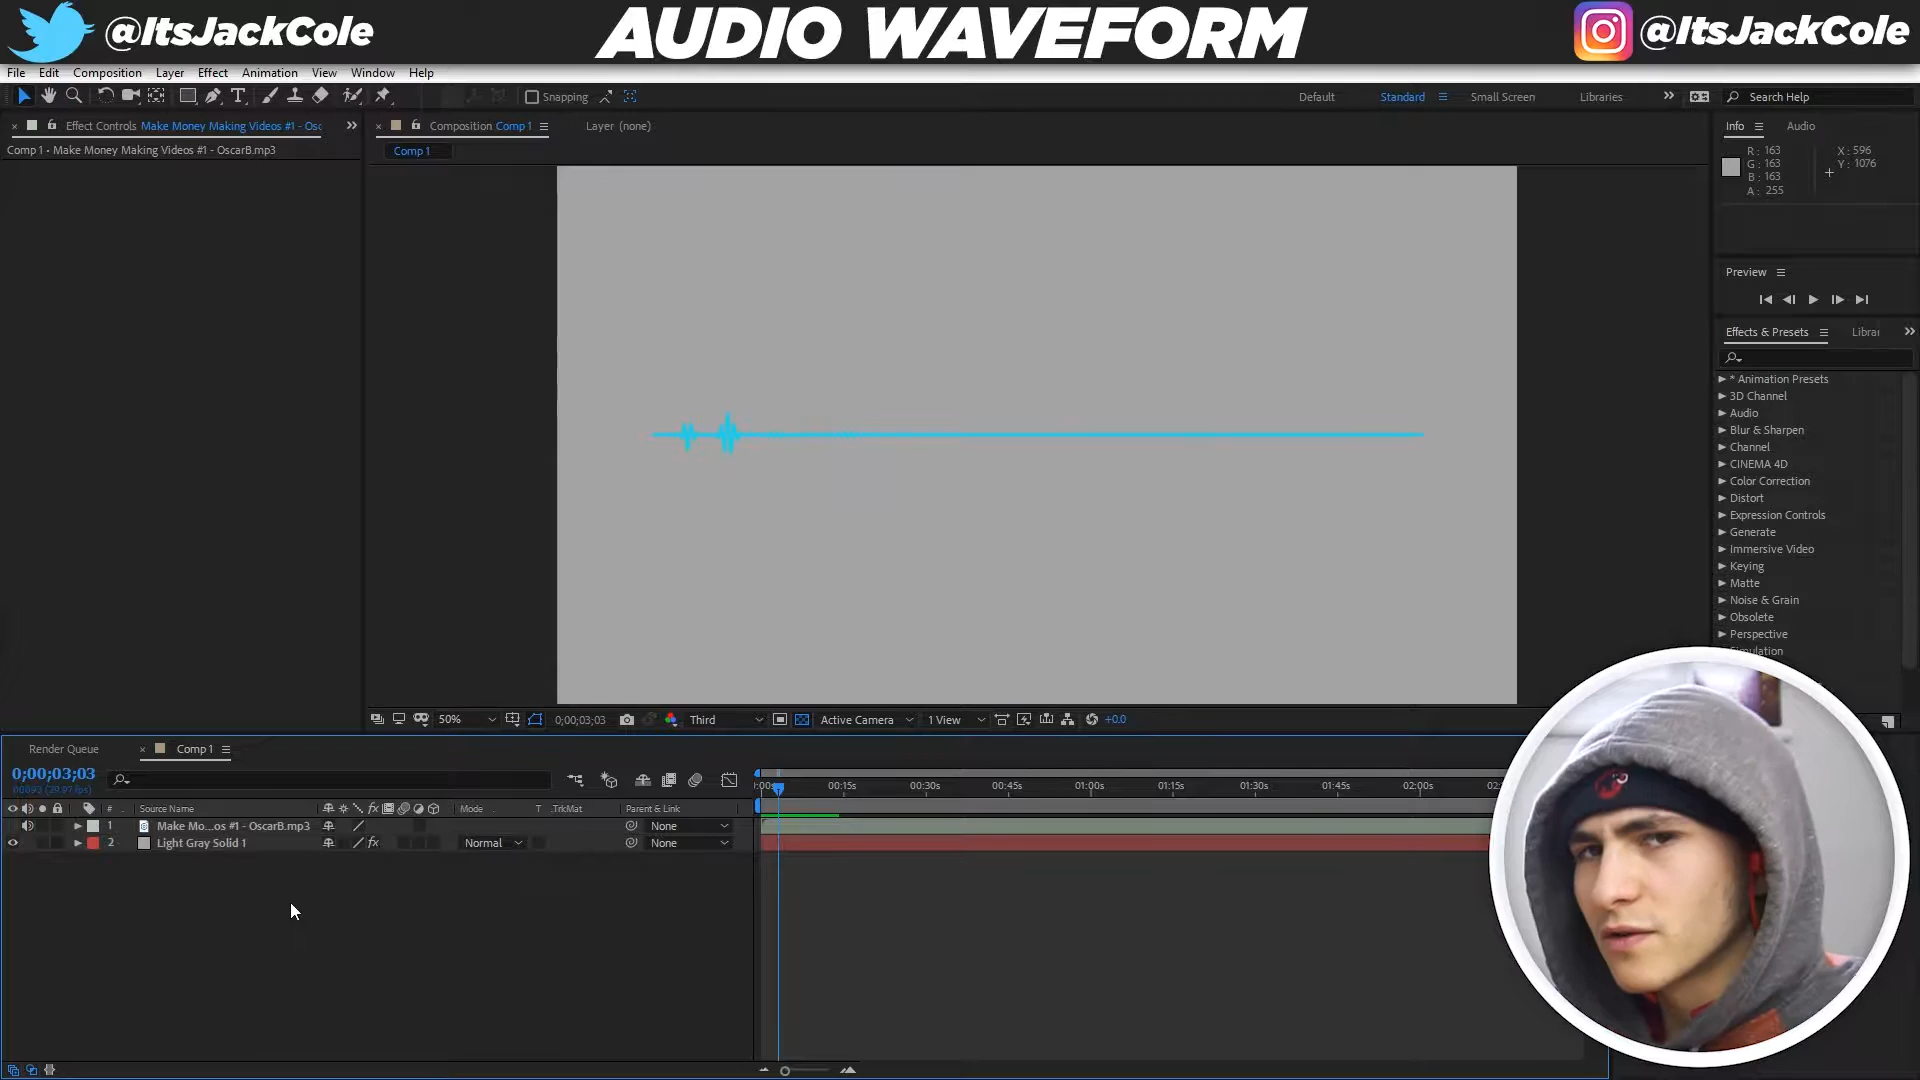 @ItsJackCole
AUDIO WAVEFORM
@ItsJackCole
File Edit Composition Layer Effect Animation View Window Help
Snapping
Default Standard Small Screen Libraries
Search Help
Effect Controls Make Money Making Videos #1 - Osc
Composition Comp 1
Layer (none)
Info Audio
Comp 1 • Make Money Making Videos #1 - OscarB.mp3
Comp 1
R: 163
G: 163
B: 163
A: 255
X: 596
Y: 1076
Preview
Effects & Presets
Librar
* Animation Presets
3D Channel
Audio
Blur & Sharpen
Channel
CINEMA 4D
Color Correction
Distort
Expression Controls
Generate
Immersive Video
Keying
Matte
Noise & Grain
Obsolete
Perspective
Simulation
50%
0;00;03;03
Third
Active Camera
1 View
+0.0
Render Queue
Comp 1
0;00;03;03
00093 (29.97 fps)
00:15s 00:30s 00:45s 01:00s 01:15s 01:30s 01:45s 02:00s
# Source Name
Mode T .TrkMat Parent & Link
1 Make Mo...os #1 - OscarB.mp3 None
2 Light Gray Solid 1 fx Normal None